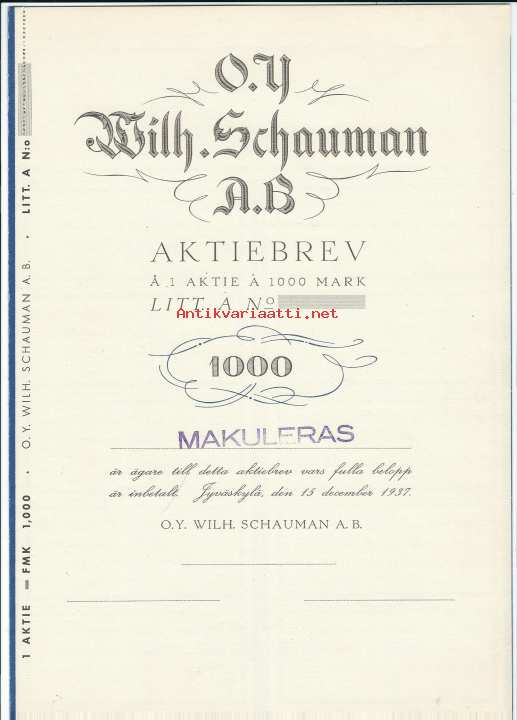 O.Y
Wilh. Schauman
A.B
AKTIEBREV
Å 1 AKTIE À 1000 MARK
LITT. A No
Antikvariaatti.net
1000
MAKULERAS
är ägare till detta aktiebrev vars fulla belopp
är inbetalt. Jyväskylä, den 15 december 1937.
O.Y. WILH. SCHAUMAN A.B.
1 AKTIE = FMK 1,000 · O.Y. WILH. SCHAUMAN A.B. · LITT. A N:o